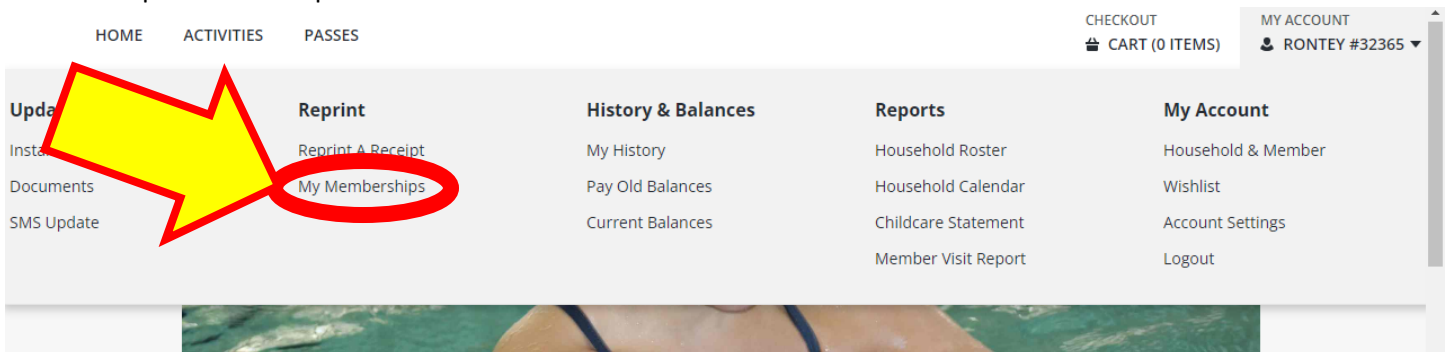 HOME ACTIVITIES PASSES
CHECKOUT
CART (0 ITEMS)
MY ACCOUNT
RONTEY #32365
Reprint
Reprint A Receipt
My Memberships
History & Balances
My History
Pay Old Balances
Current Balances
Reports
Household Roster
Household Calendar
Childcare Statement
Member Visit Report
My Account
Household & Member
Wishlist
Account Settings
Logout
Documents
SMS Update